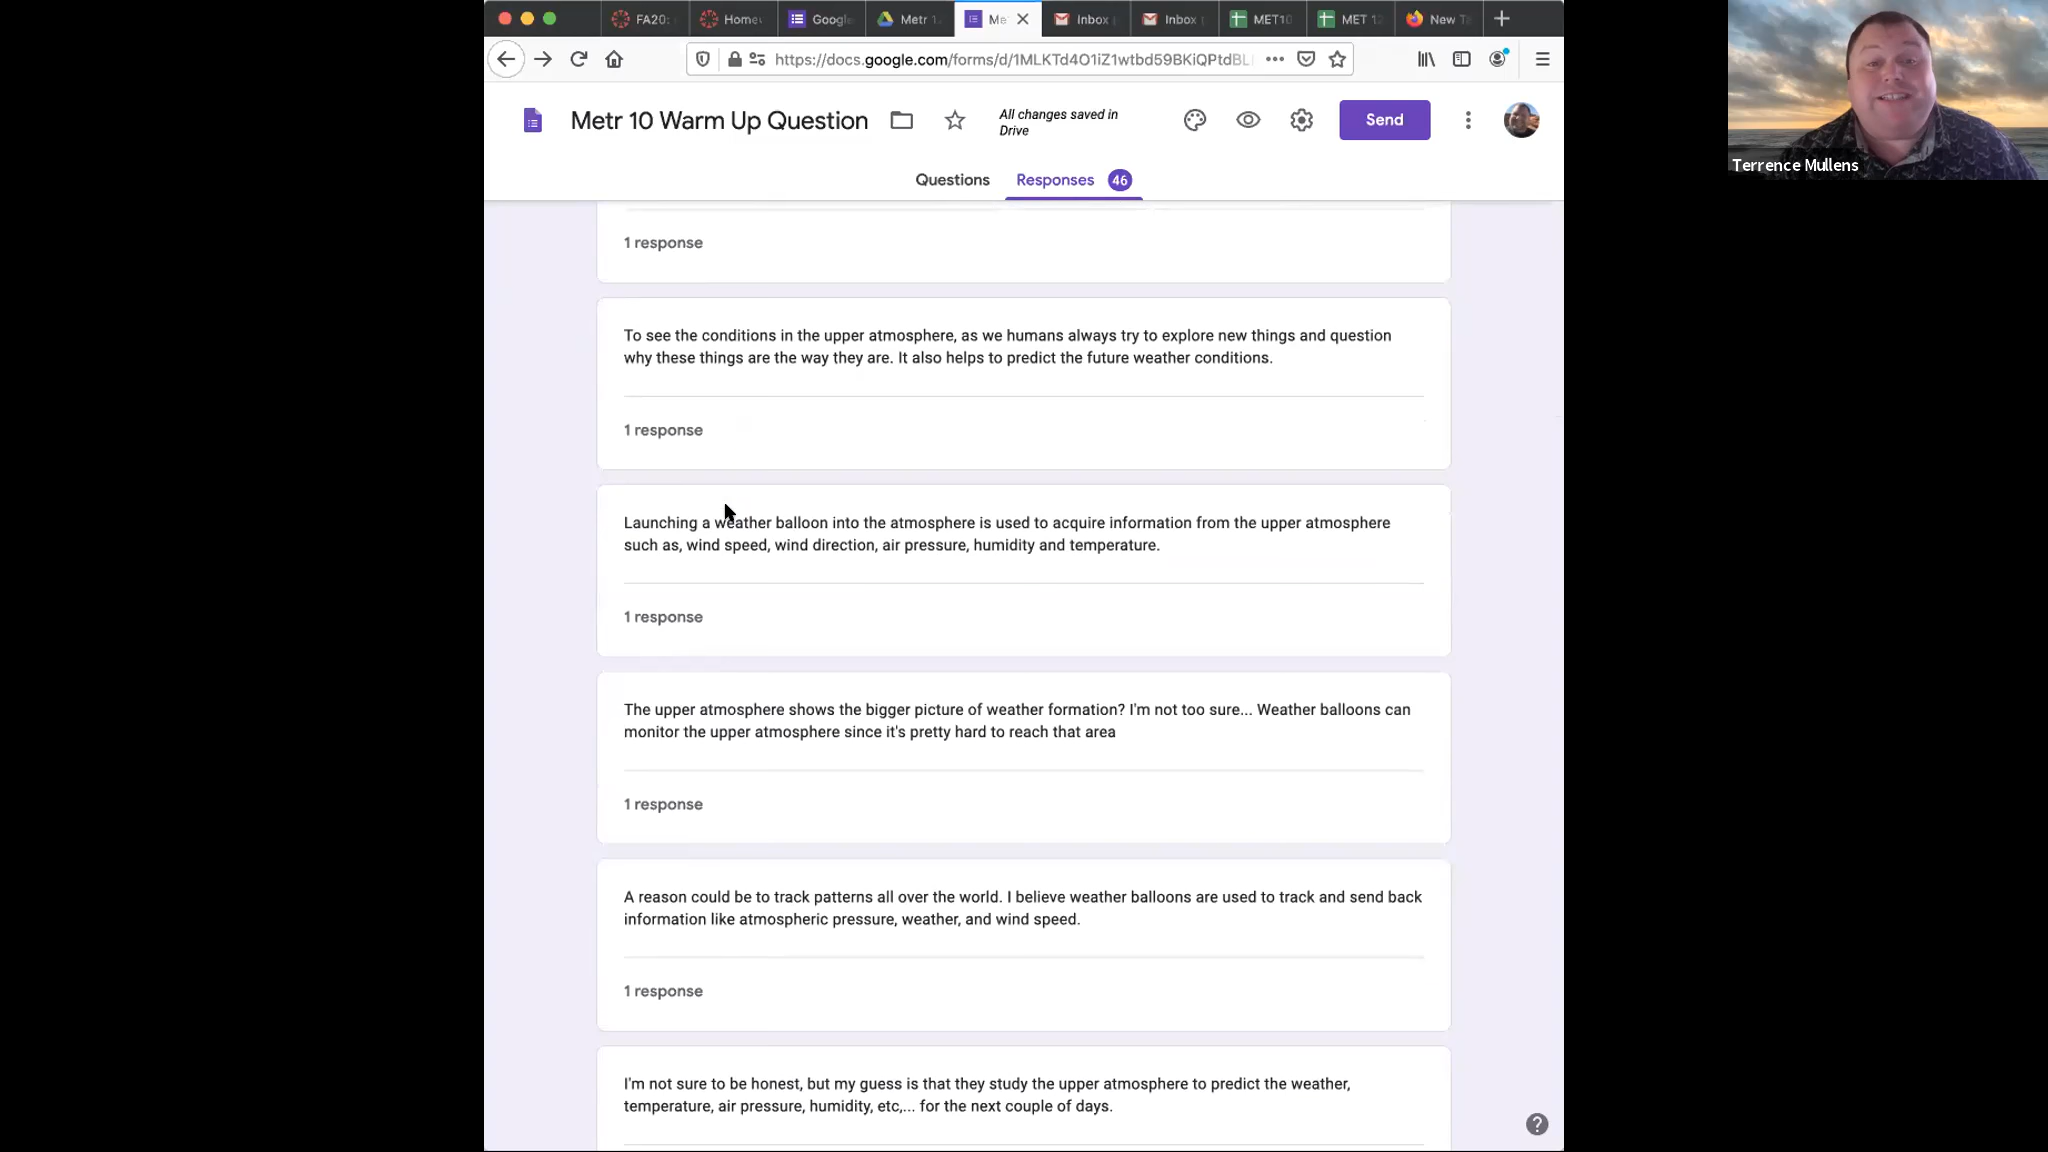 FA20:
Home
Google
Metr 1
Me
Inbox
Inbox
MET10
MET 12
New T
https://docs.google.com/forms/d/1MLKTd4O1iZ1wtbd59BKiQPtdBL
Metr 10 Warm Up Question
All changes saved in
Drive
Send
Questions
Responses 46
1 response
To see the conditions in the upper atmosphere, as we humans always try to explore new things and question
why these things are the way they are. It also helps to predict the future weather conditions.
1 response
Launching a weather balloon into the atmosphere is used to acquire information from the upper atmosphere
such as, wind speed, wind direction, air pressure, humidity and temperature.
1 response
The upper atmosphere shows the bigger picture of weather formation? I'm not too sure... Weather balloons can
monitor the upper atmosphere since it's pretty hard to reach that area
1 response
A reason could be to track patterns all over the world. I believe weather balloons are used to track and send back
information like atmospheric pressure, weather, and wind speed.
1 response
I'm not sure to be honest, but my guess is that they study the upper atmosphere to predict the weather,
temperature, air pressure, humidity, etc,... for the next couple of days.
Terrence Mullens